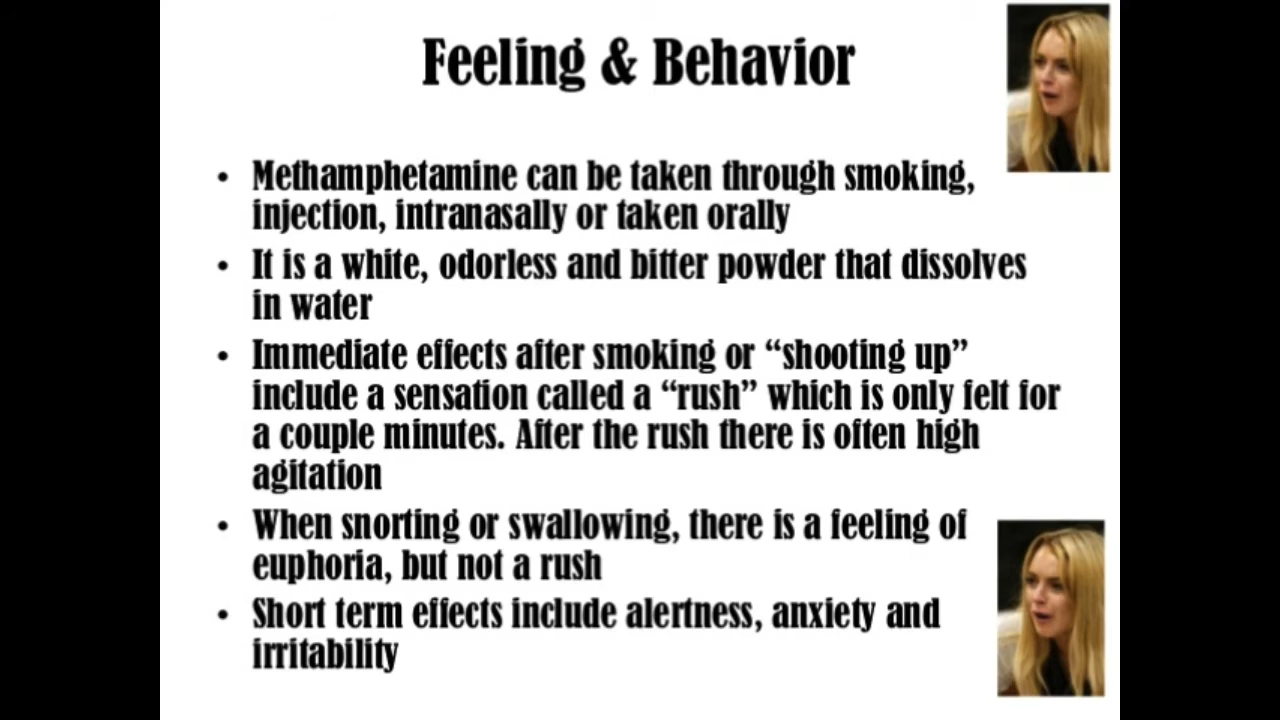 Feeling & Behavior
• Methamphetamine can be taken through smoking,
injection, intranasally or taken orally
• It is a white, odorless and bitter powder that dissolves
in water
• Immediate effects after smoking or “shooting up”
include a sensation called a “rush” which is only felt for
a couple minutes. After the rush there is often high
agitation
• When snorting or swallowing, there is a feeling of
euphoria, but not a rush
• Short term effects include alertness, anxiety and
irritability